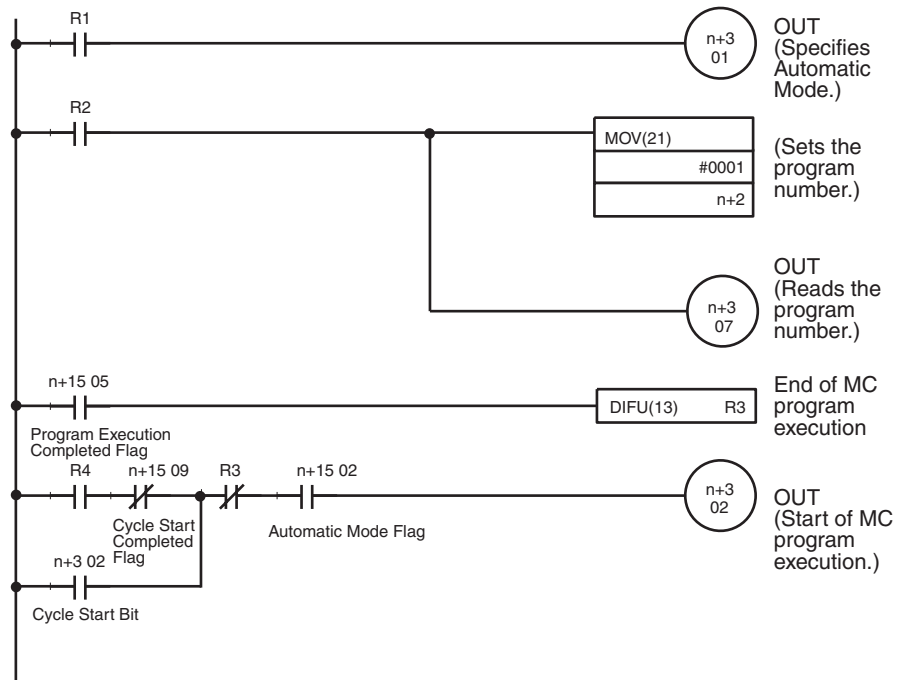 R1
n+3
01
OUT
(Specifies
Automatic
Mode.)
R2
MOV(21)
#0001
n+2
(Sets the
program
number.)
n+3
07
OUT
(Reads the
program
number.)
n+15 05
Program Execution
Completed Flag
DIFU(13) R3
End of MC
program
execution
R4
n+15 09
Cycle Start
Completed
Flag
R3
n+15 02
Automatic Mode Flag
n+3
02
OUT
(Start of MC
program
execution.)
n+3 02
Cycle Start Bit